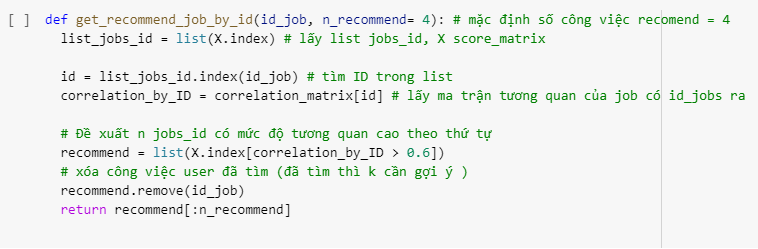 [ ] def get_recommend_job_by_id(id_job, n_recommend= 4): # mặc định số công việc recomend = 4
list_jobs_id = list(X.index) # lấy list jobs_id, X score_matrix
id = list_jobs_id.index(id_job) # tìm ID trong list
correlation_by_ID = correlation_matrix[id] # lấy ma trận tương quan của job có id_jobs ra
# Đề xuất n jobs_id có mức độ tương quan cao theo thứ tự
recommend = list(X.index[correlation_by_ID > 0.6])
# xóa công việc user đã tìm (đã tìm thì k cần gợi ý )
recommend.remove(id_job)
return recommend[:n_recommend]